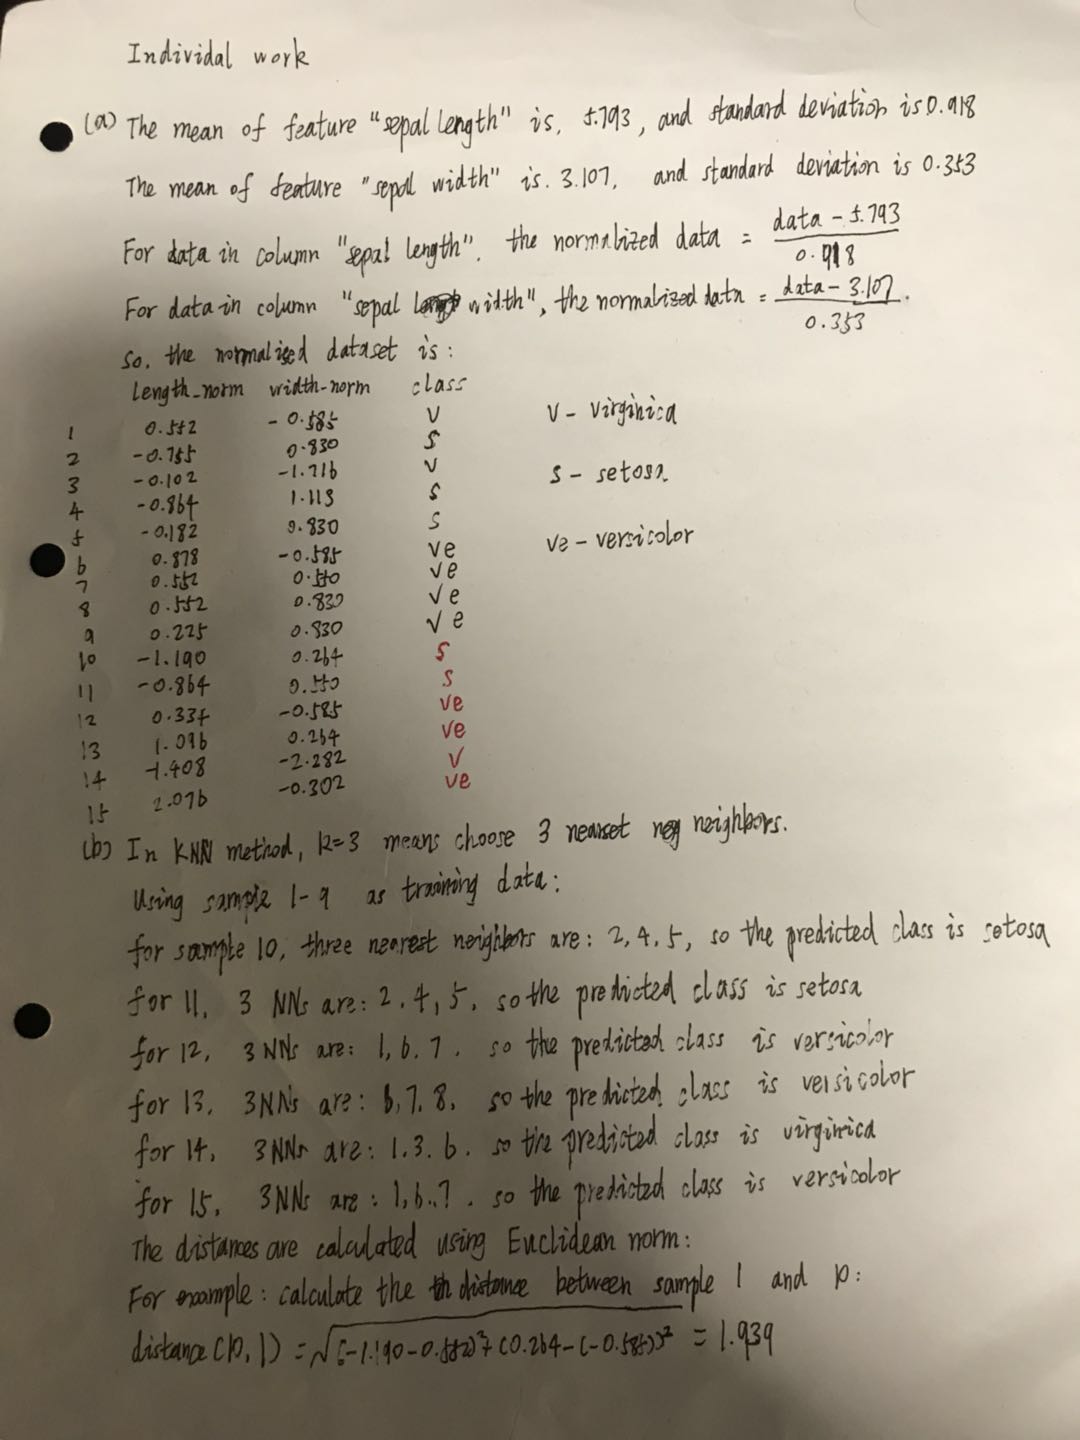 Individal work
(a) The mean of feature "sepal length" is, 5.793, and standard deviation is 0.918
The mean of feature "sepal width" is. 3.107, and standard deviation is 0.353
For data in column "sepal length", the normalized data = data - 5.793 / 0.918
For data in column "sepal width", the normalized data = data - 3.107 / 0.353.
So, the normalized dataset is:
length_norm width-norm class
1 0.552 -0.585 V V - virginica
2 -0.755 0.830 S
3 -0.102 -1.716 V S - setosa
4 -0.864 1.113 S
5 -0.182 0.830 S ve - versicolor
6 0.878 -0.585 ve
7 0.552 0.550 ve
8 0.552 0.830 ve
9 0.225 0.830 ve
10 -1.190 0.264 S
11 -0.864 0.550 S
12 0.334 -0.585 ve
13 1.096 0.264 ve
14 -1.408 -2.282 V
15 2.076 -0.302 ve
(b) In KNN method, k=3 means choose 3 nearset neighbors.
Using sample 1-9 as training data:
for sample 10, three nearest neighbors are: 2, 4, 5, so the predicted class is setosa
for 11, 3 NNs are: 2, 4, 5, so the predicted class is setosa
for 12, 3 NNs are: 1, 6, 7. so the predicted class is versicolor
for 13, 3NNs are: 6, 7, 8, so the predicted class is versicolor
for 14, 3NNs are: 1. 3. 6. so the predicted class is virginica
for 15, 3NNs are: 1, 6, 7. so the predicted class is versicolor
The distances are calculated using Euclidean norm:
For example: calculate the distance between sample 1 and 10:
distance (10, 1) = √(-1.190-0.552)² + (0.264-(-0.585))² = 1.939